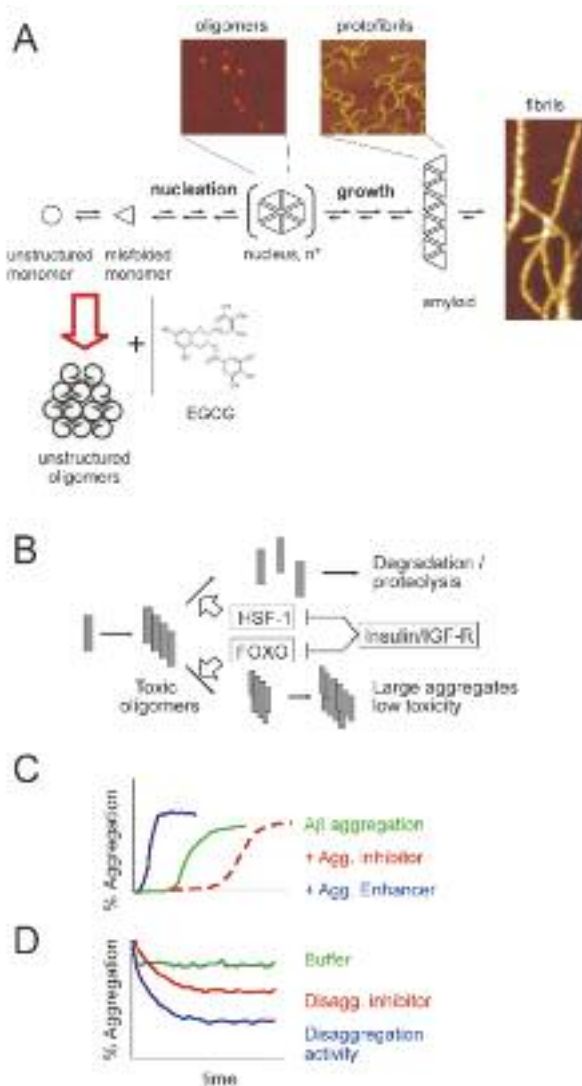 A
oligomers
protofibrils
fibrils
nucleation
growth
unstructured
monomer
misfolded
monomer
nucleus, n*
amyloid
+
EGCG
unstructured
oligomers
B
Degradation /
proteolysis
HSF-1
FOXO
Insulin/IGF-R
Toxic
oligomers
Large aggregates
low toxicity
C
% Aggregation
Aβ aggregation
+ Agg. Inhibitor
+ Agg. Enhancer
D
% Aggregation
Buffer
Disagg. inhibitor
Disaggregation
activity
time